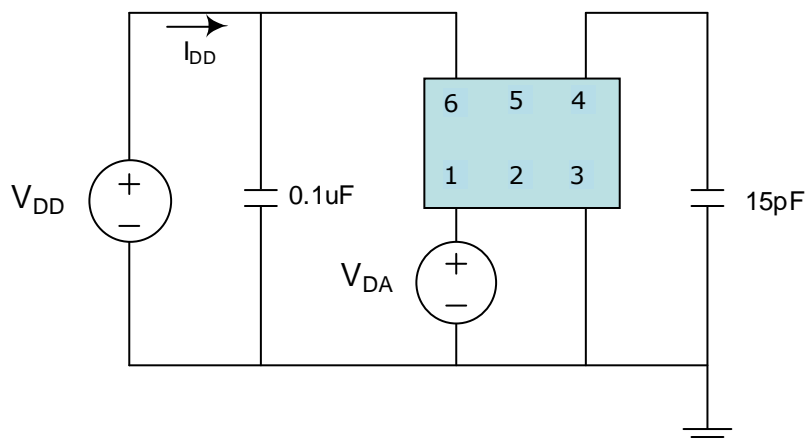 I_DD
6 5 4
V_DD
+
−
0.1uF
1 2 3
15pF
V_DA
+
−